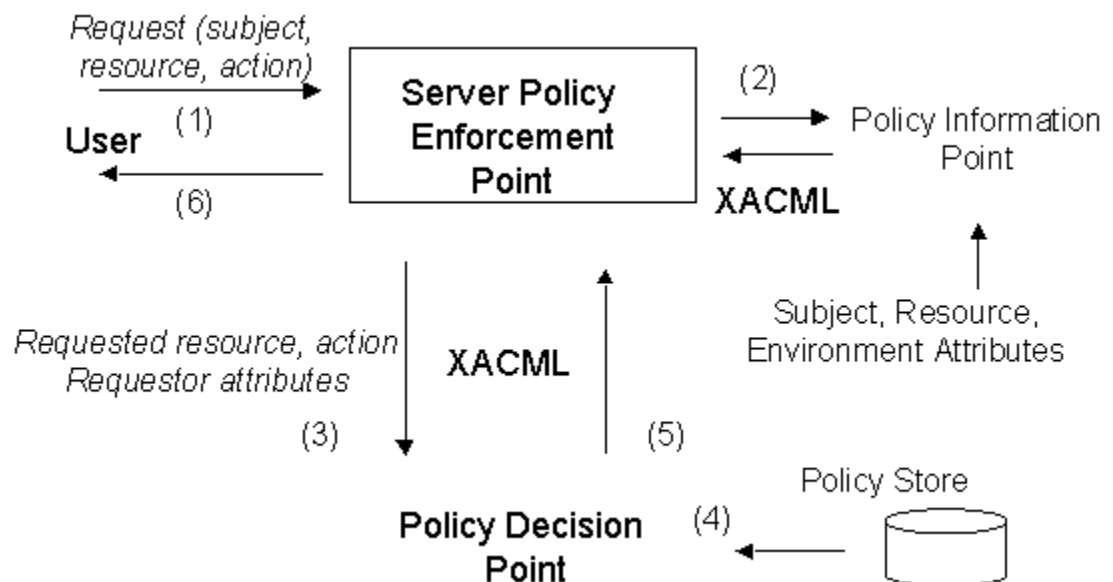 Request (subject,
resource, action)
(1)
User
(6)
Server Policy
Enforcement
Point
(2)
Policy Information
Point
XACML
Subject, Resource,
Environment Attributes
Requested resource, action
Requestor attributes
(3)
XACML
(5)
Policy Decision
Point
(4)
Policy Store